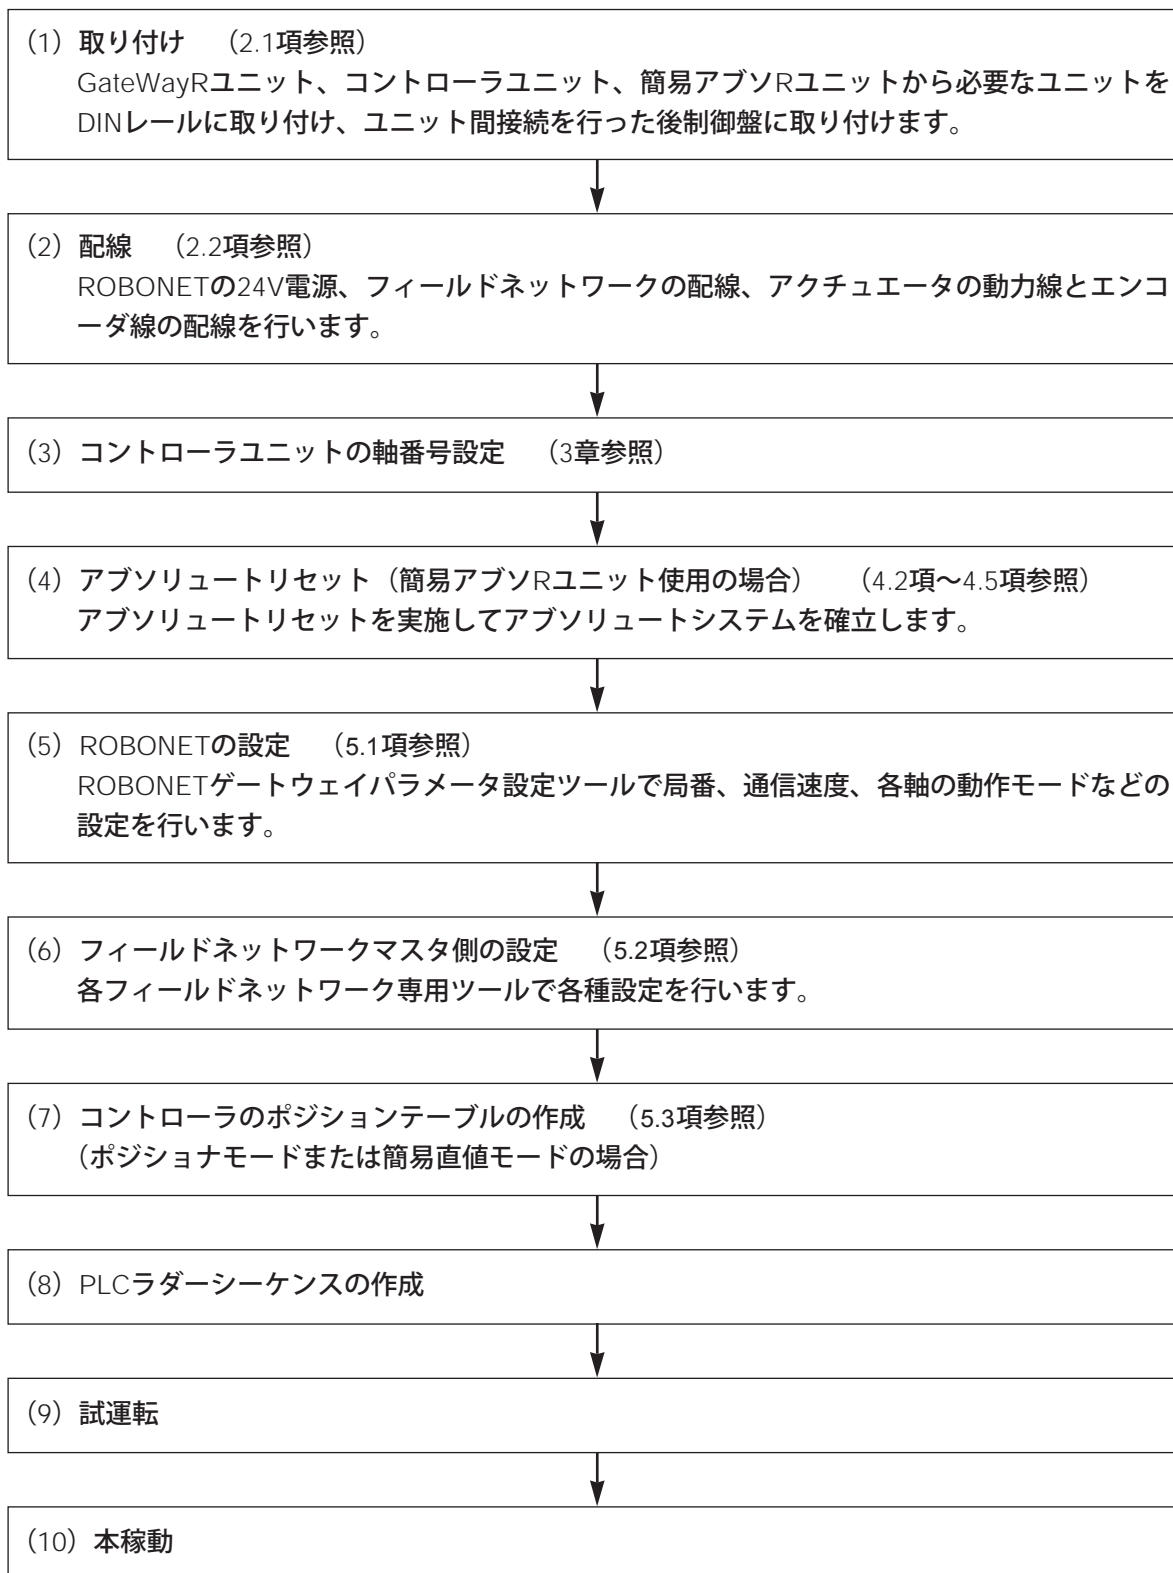 (1) 取り付け (2.1項参照)
GateWayRユニット、コントローラユニット、簡易アブソRユニットから必要なユニットを
DINレールに取り付け、ユニット間接続を行った後制御盤に取り付けます。
(2) 配線 (2.2項参照)
ROBONETの24V電源、フィールドネットワークの配線、アクチュエータの動力線とエンコ
ーダ線の配線を行います。
(3) コントローラユニットの軸番号設定 (3章参照)
(4) アブソリュートリセット(簡易アブソRユニット使用の場合) (4.2項〜4.5項参照)
アブソリュートリセットを実施してアブソリュートシステムを確立します。
(5) ROBONETの設定 (5.1項参照)
ROBONETゲートウェイパラメータ設定ツールで局番、通信速度、各軸の動作モードなどの
設定を行います。
(6) フィールドネットワークマスタ側の設定 (5.2項参照)
各フィールドネットワーク専用ツールで各種設定を行います。
(7) コントローラのポジションテーブルの作成 (5.3項参照)
(ポジショナモードまたは簡易直値モードの場合)
(8) PLCラダーシーケンスの作成
(9) 試運転
(10) 本稼動